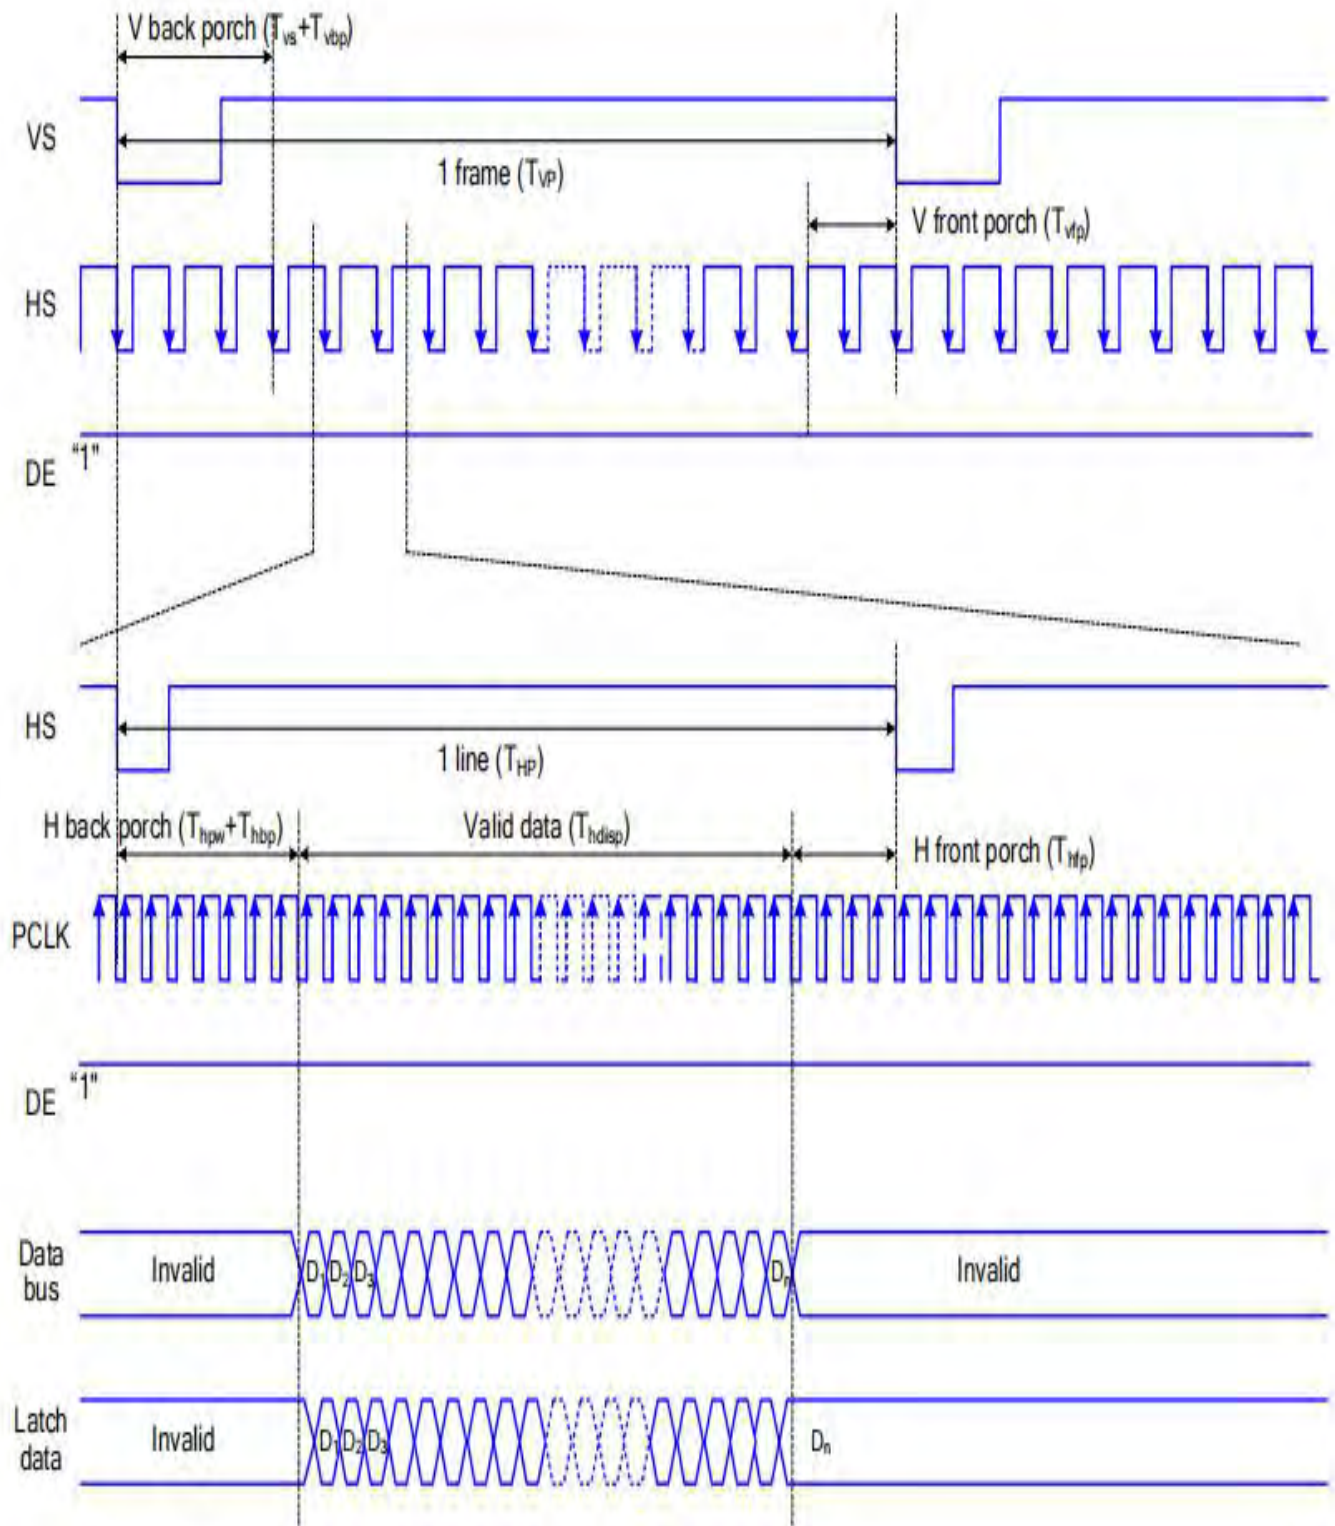 V back porch (Tvs+Tvbp)
VS
1 frame (TVP)
V front porch (Tvfp)
HS
"1"
DE
HS
1 line (THP)
H back porch (Thpw+Thbp)
Valid data (Thdisp)
H front porch (Thfp)
PCLK
"1"
DE
Data
bus
Invalid
D1 D2 D3
Dn
Invalid
Latch
data
Invalid
D1 D2 D3
Dn